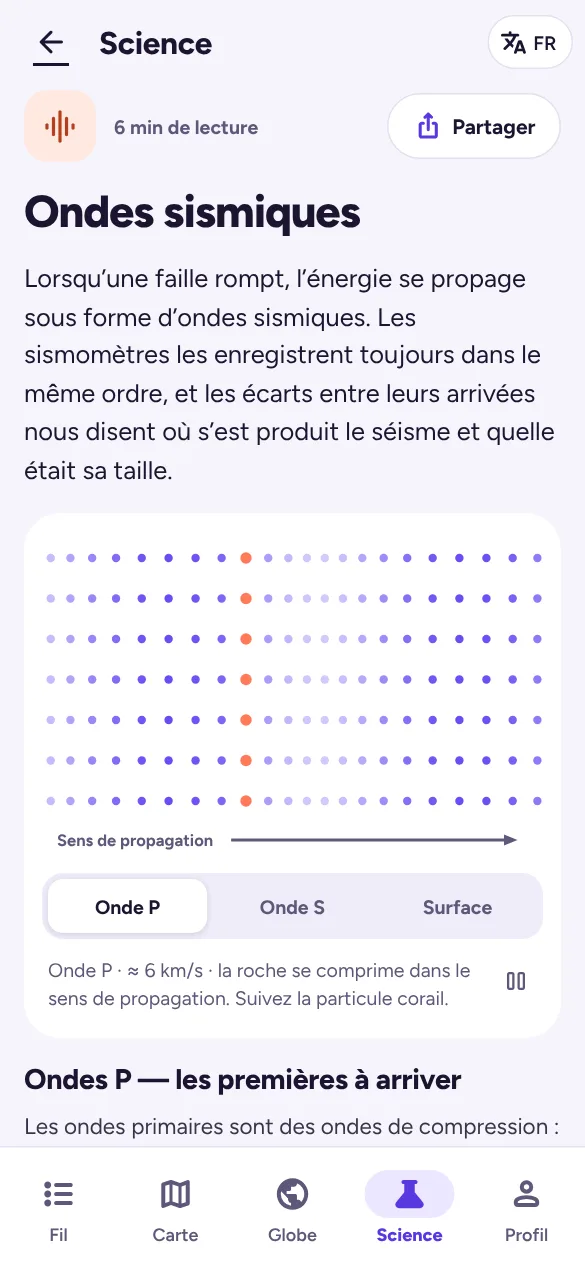 Science
FR
6 min de lecture
Partager
Ondes sismiques
Lorsqu’une faille rompt, l’énergie se propage
sous forme d’ondes sismiques. Les
sismomètres les enregistrent toujours dans le
même ordre, et les écarts entre leurs arrivées
nous disent où s’est produit le séisme et quelle
était sa taille.
Sens de propagation
Onde P
Onde S
Surface
Onde P · ≈ 6 km/s · la roche se comprime dans le
sens de propagation. Suivez la particule corail.
Ondes P — les premières à arriver
Les ondes primaires sont des ondes de compression :
Fil
Carte
Globe
Science
Profil